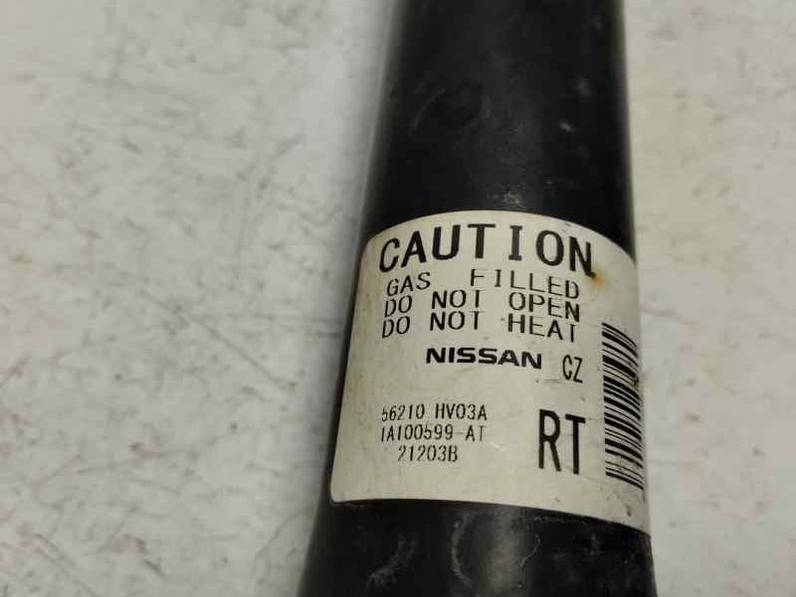 CAUTION
GAS FILLED
DO NOT OPEN
DO NOT HEAT
NISSAN CZ
56210 HV03A
1A100599-AT
21203B
RT